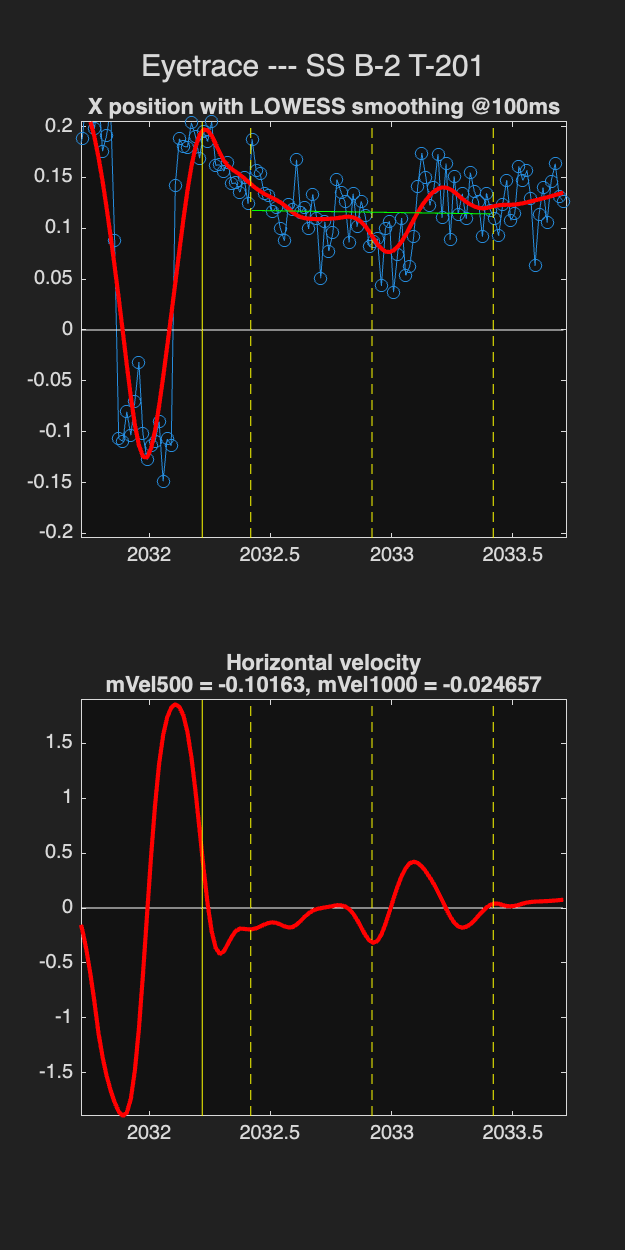 Eyetrace --- SS B-2 T-201
X position with LOWESS smoothing @100ms
0.2
0.15
0.1
0.05
0
-0.05
-0.1
-0.15
-0.2
2032 2032.5 2033 2033.5
Horizontal velocity
mVel500 = -0.10163, mVel1000 = -0.024657
1.5
1
0.5
0
-0.5
-1
-1.5
2032 2032.5 2033 2033.5